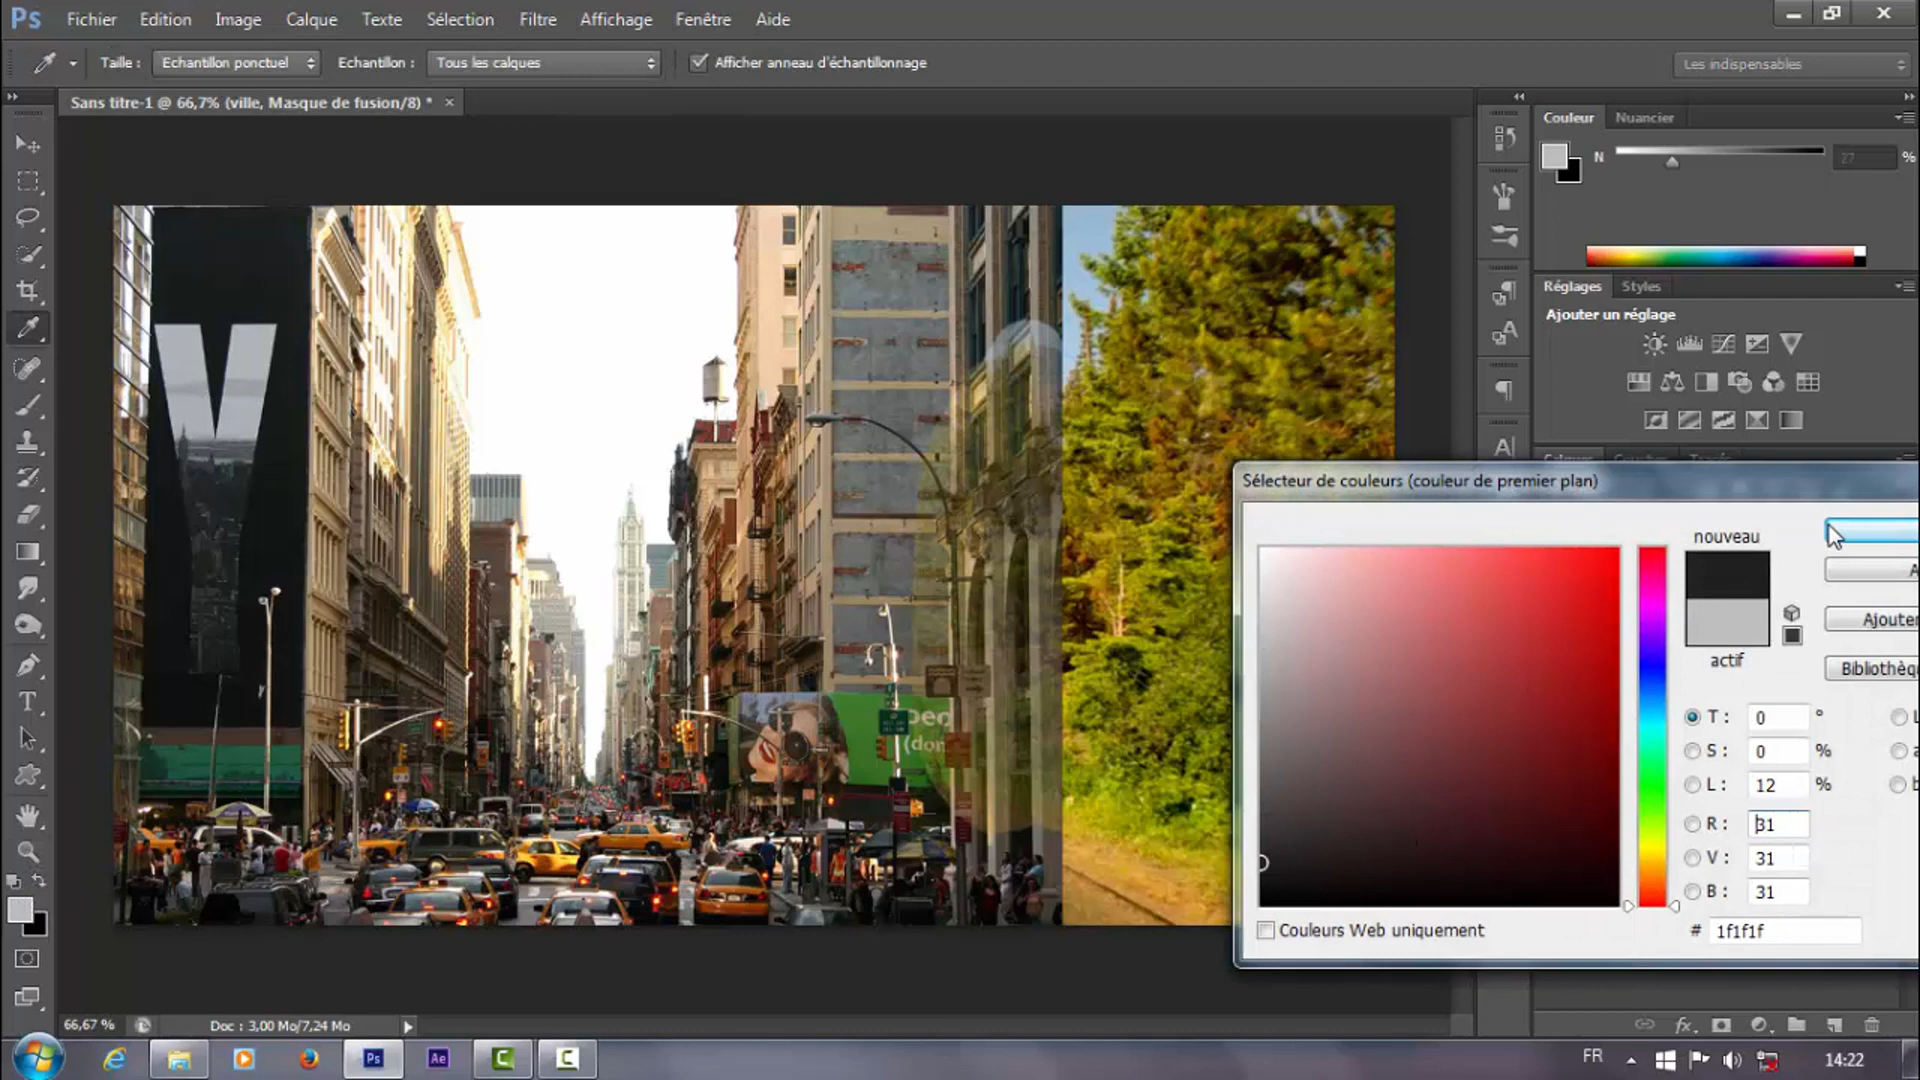 Ps Fichier Edition Image Calque Texte Sélection Filtre Affichage Fenêtre Aide
Taille : Echantillon ponctuel Echantillon : Tous les calques Afficher anneau d'échantillonnage Les indispensables
Sans titre-1 @ 66,7% (ville, Masque de fusion/8) * ×
Couleur Nuancier
N 27 %
Réglages Styles
Ajouter un réglage
Sélecteur de couleurs (couleur de premier plan)
nouveau
A
Ajouter
actif
Bibliothèq
T : 0 °
S : 0 %
L : 12 %
R : 31
V : 31
B : 31
# 1f1f1f
Couleurs Web uniquement
66,67 % Doc : 3,00 Mo/7,24 Mo
Ps Ae C C FR 14:22